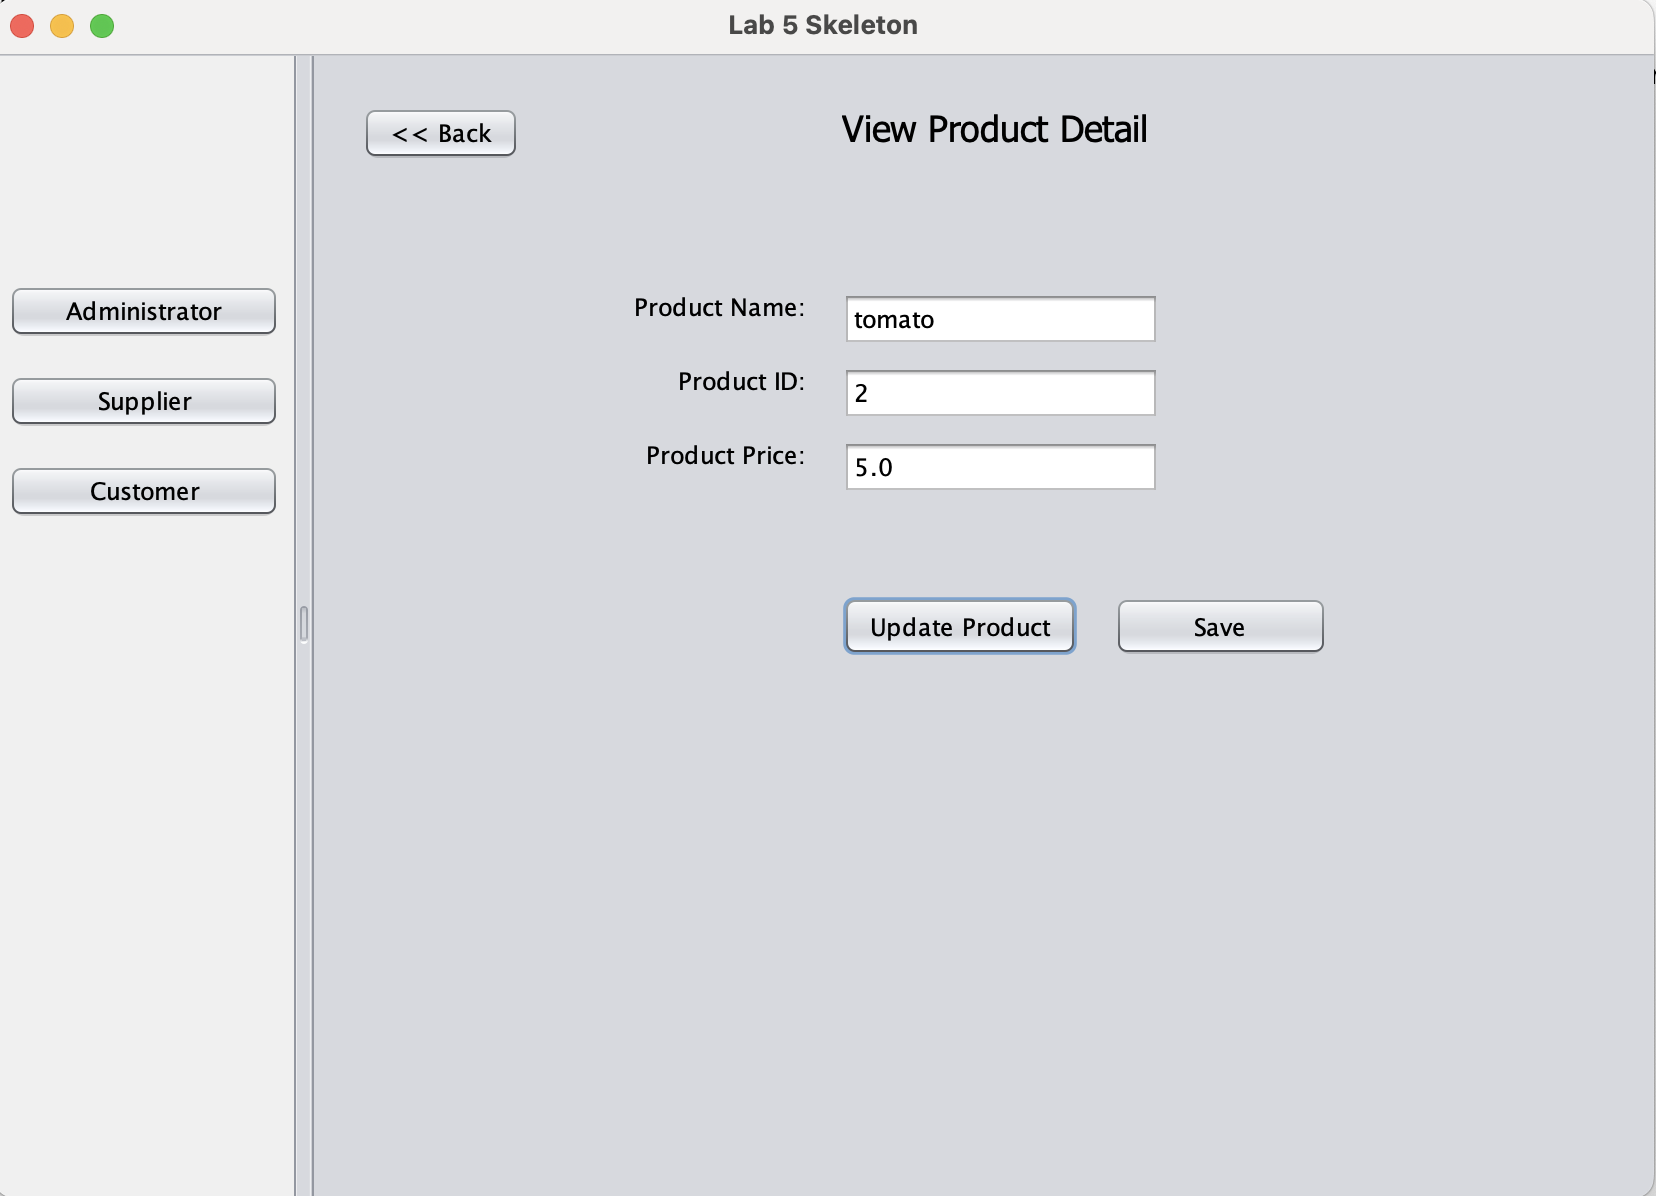 Lab 5 Skeleton
<< Back
View Product Detail
Administrator
Supplier
Customer
Product Name:
tomato
Product ID:
2
Product Price:
5.0
Update Product
Save